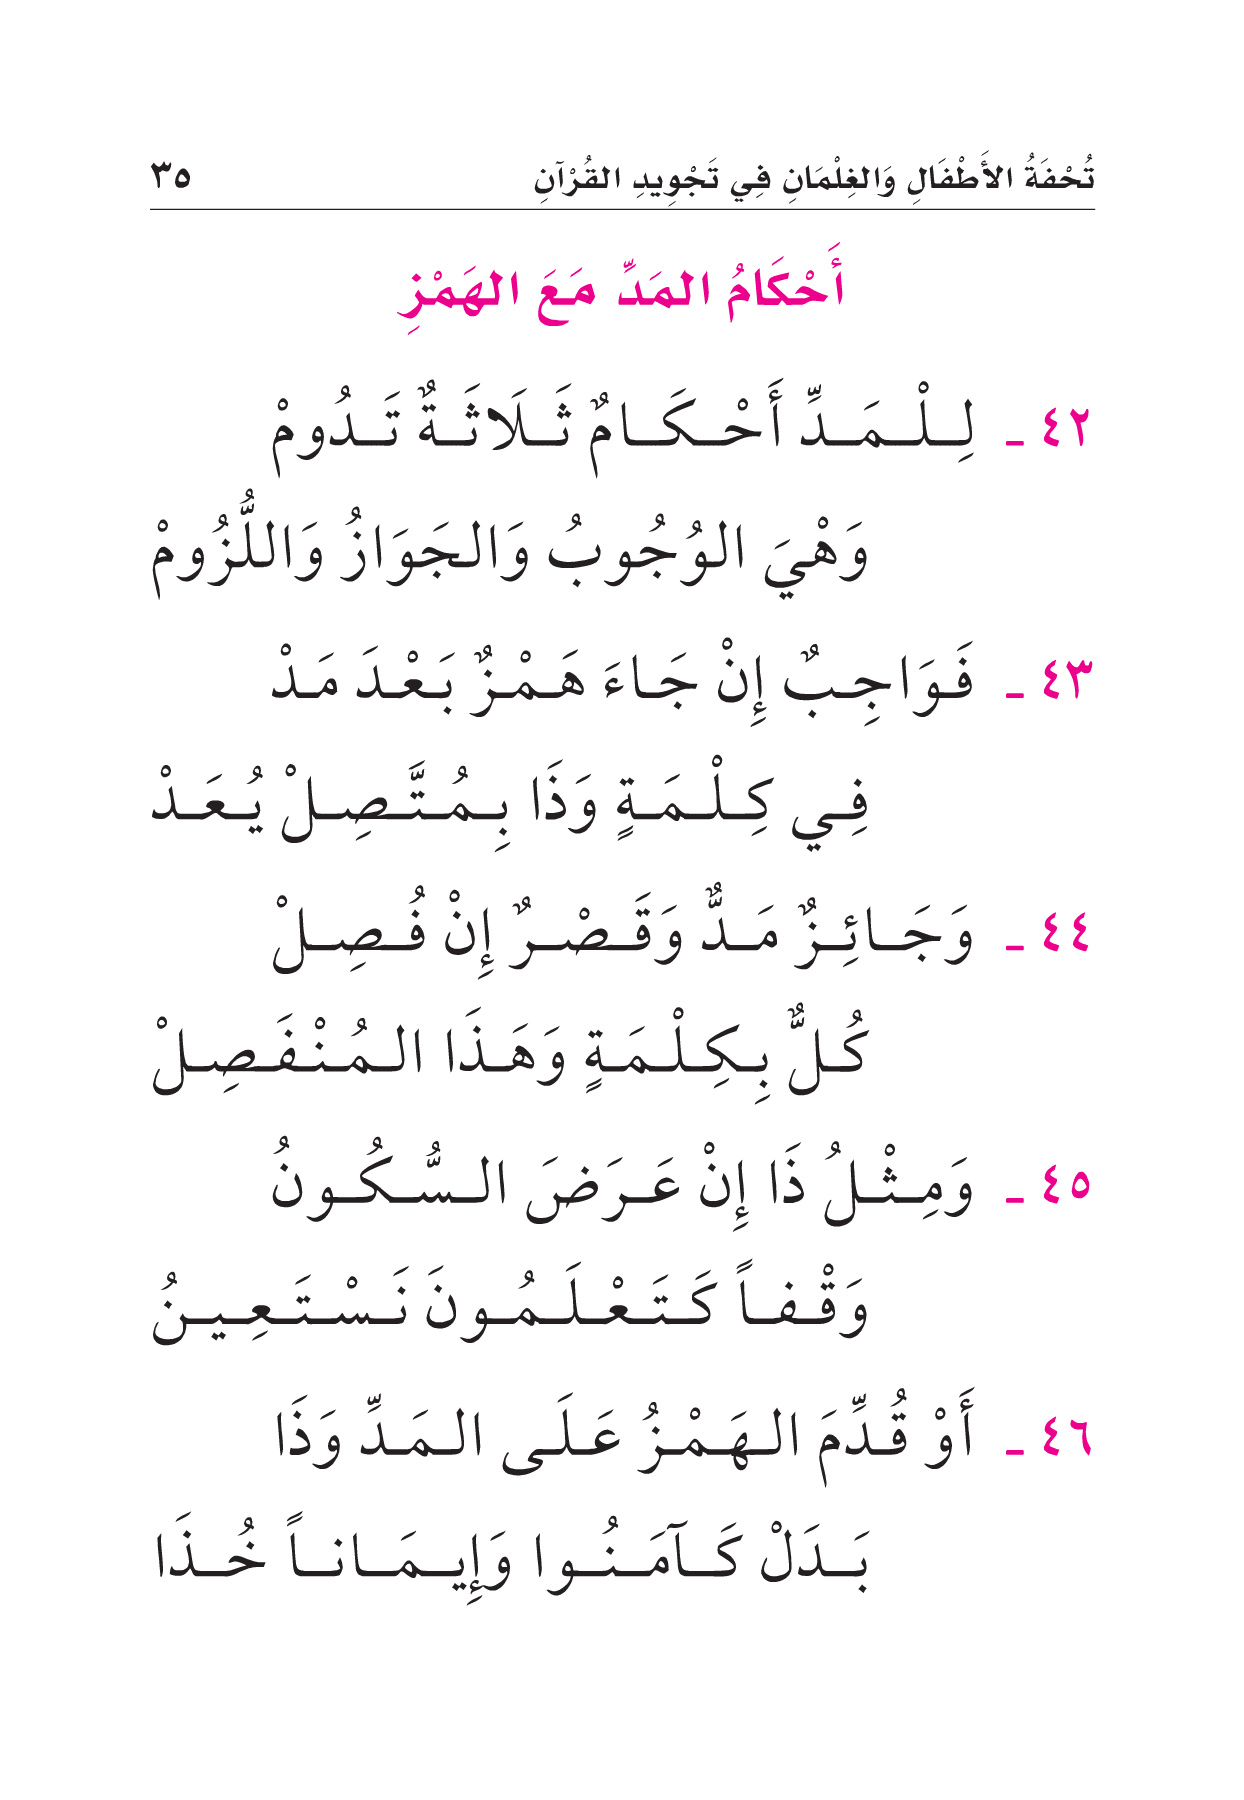 تُحْفَةُ الأَطْفَالِ وَالغِلْمَانِ فِي تَجْوِيدِ القُرْآنِ ٣٥
أَحْكَامُ المَدِّ مَعَ الهَمْزِ
٤٢ - لِلْمَدِّ أَحْكَامٌ ثَلَاثَةٌ تَدُومْ
وَهْيَ الوُجُوبُ وَالجَوَازُ وَاللُّزُومْ
٤٣ - فَوَاجِبٌ إِنْ جَاءَ هَمْزٌ بَعْدَ مَدْ
فِي كِلْمَةٍ وَذَا بِمُتَّصِلْ يُعَدْ
٤٤ - وَجَائِزٌ مَدٌّ وَقَصْرٌ إِنْ فُصِلْ
كُلٌّ بِكِلْمَةٍ وَهَذَا المُنْفَصِلْ
٤٥ - وَمِثْلُ ذَا إِنْ عَرَضَ السُّكُونُ
وَقْفاً كَتَعْلَمُونَ نَسْتَعِينُ
٤٦ - أَوْ قُدِّمَ الهَمْزُ عَلَى المَدِّ وَذَا
بَدَلْ كَآمَنُوا وَإِيمَاناً خُذَا